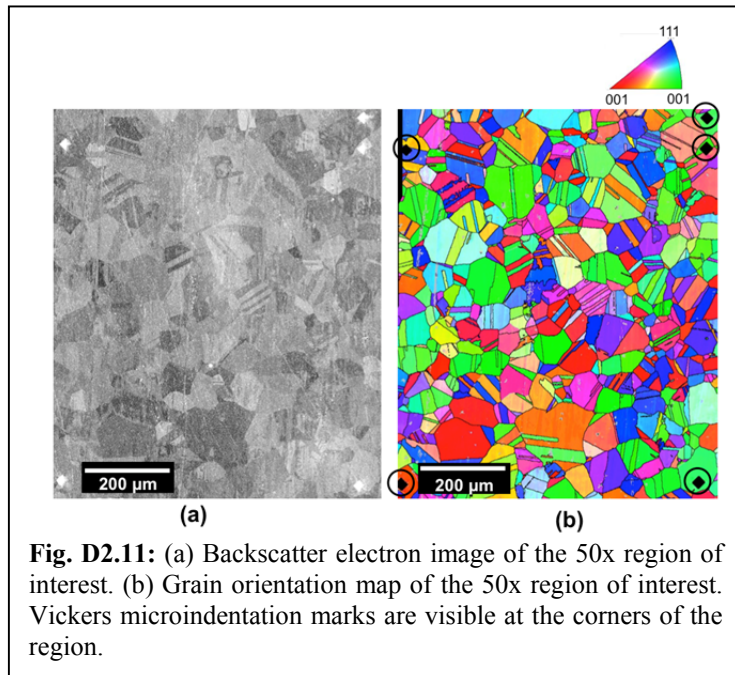 111
001 001
200 µm 200 µm
(a) (b)
Fig. D2.11: (a) Backscatter electron image of the 50x region of
interest. (b) Grain orientation map of the 50x region of interest.
Vickers microindentation marks are visible at the corners of the
region.